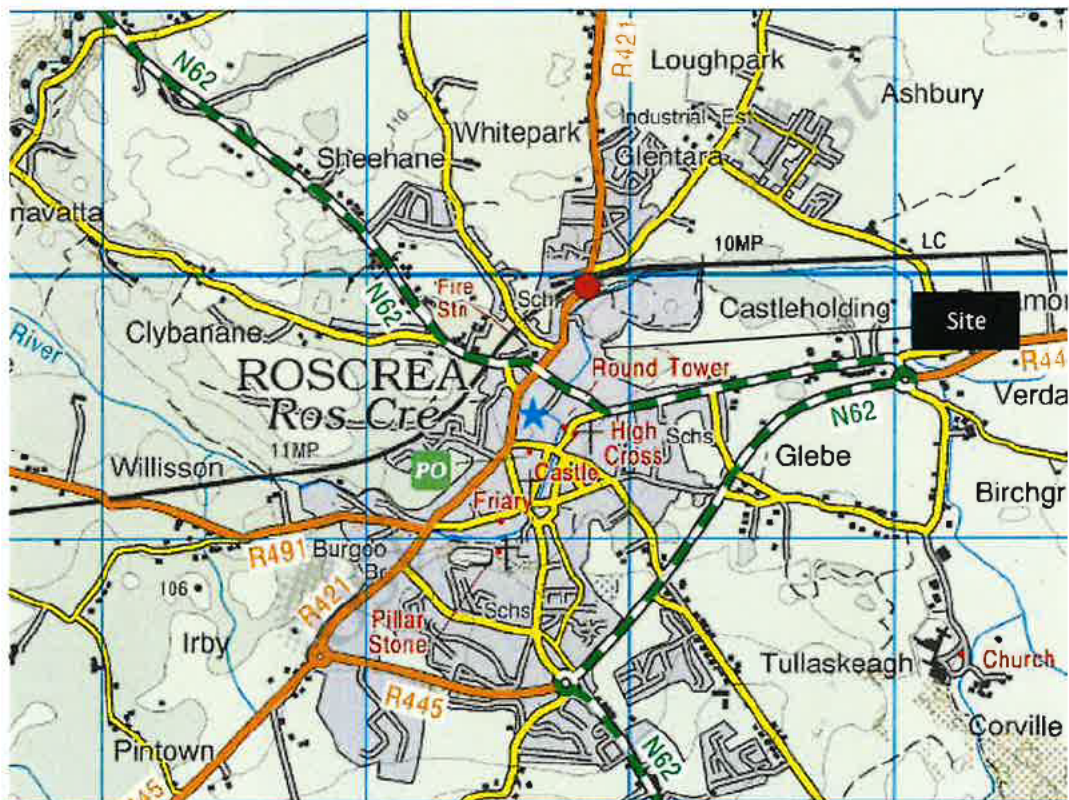 N62
R421
Loughpark
Ashbury
Whitepark
Industrial Est
Glentara
110
Sheehane
navatta
10MP
LC
Fire
Stn
Sch
N62
Castleholding
Site
Clybanane
River
R44
ROSCREA
Ros Cré
Round Tower
Verda
N62
High
Cross
Schs
11MP
Willisson
PO
Castle
Glebe
Friary
Birchgr
R491
Burgoo
Br
106
R421
Schs
Pillar
Stone
Irby
Tullaskeagh
Church
R445
Corville
Pintown
N62